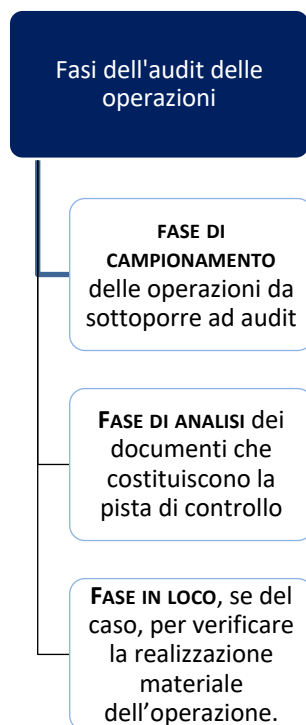 Fasi dell'audit delle
operazioni
FASE DI
CAMPIONAMENTO
delle operazioni da
sottoporre ad audit
FASE DI ANALISI dei
documenti che
costituiscono la
pista di controllo
FASE IN LOCO, se del
caso, per verificare
la realizzazione
materiale
dell'operazione.